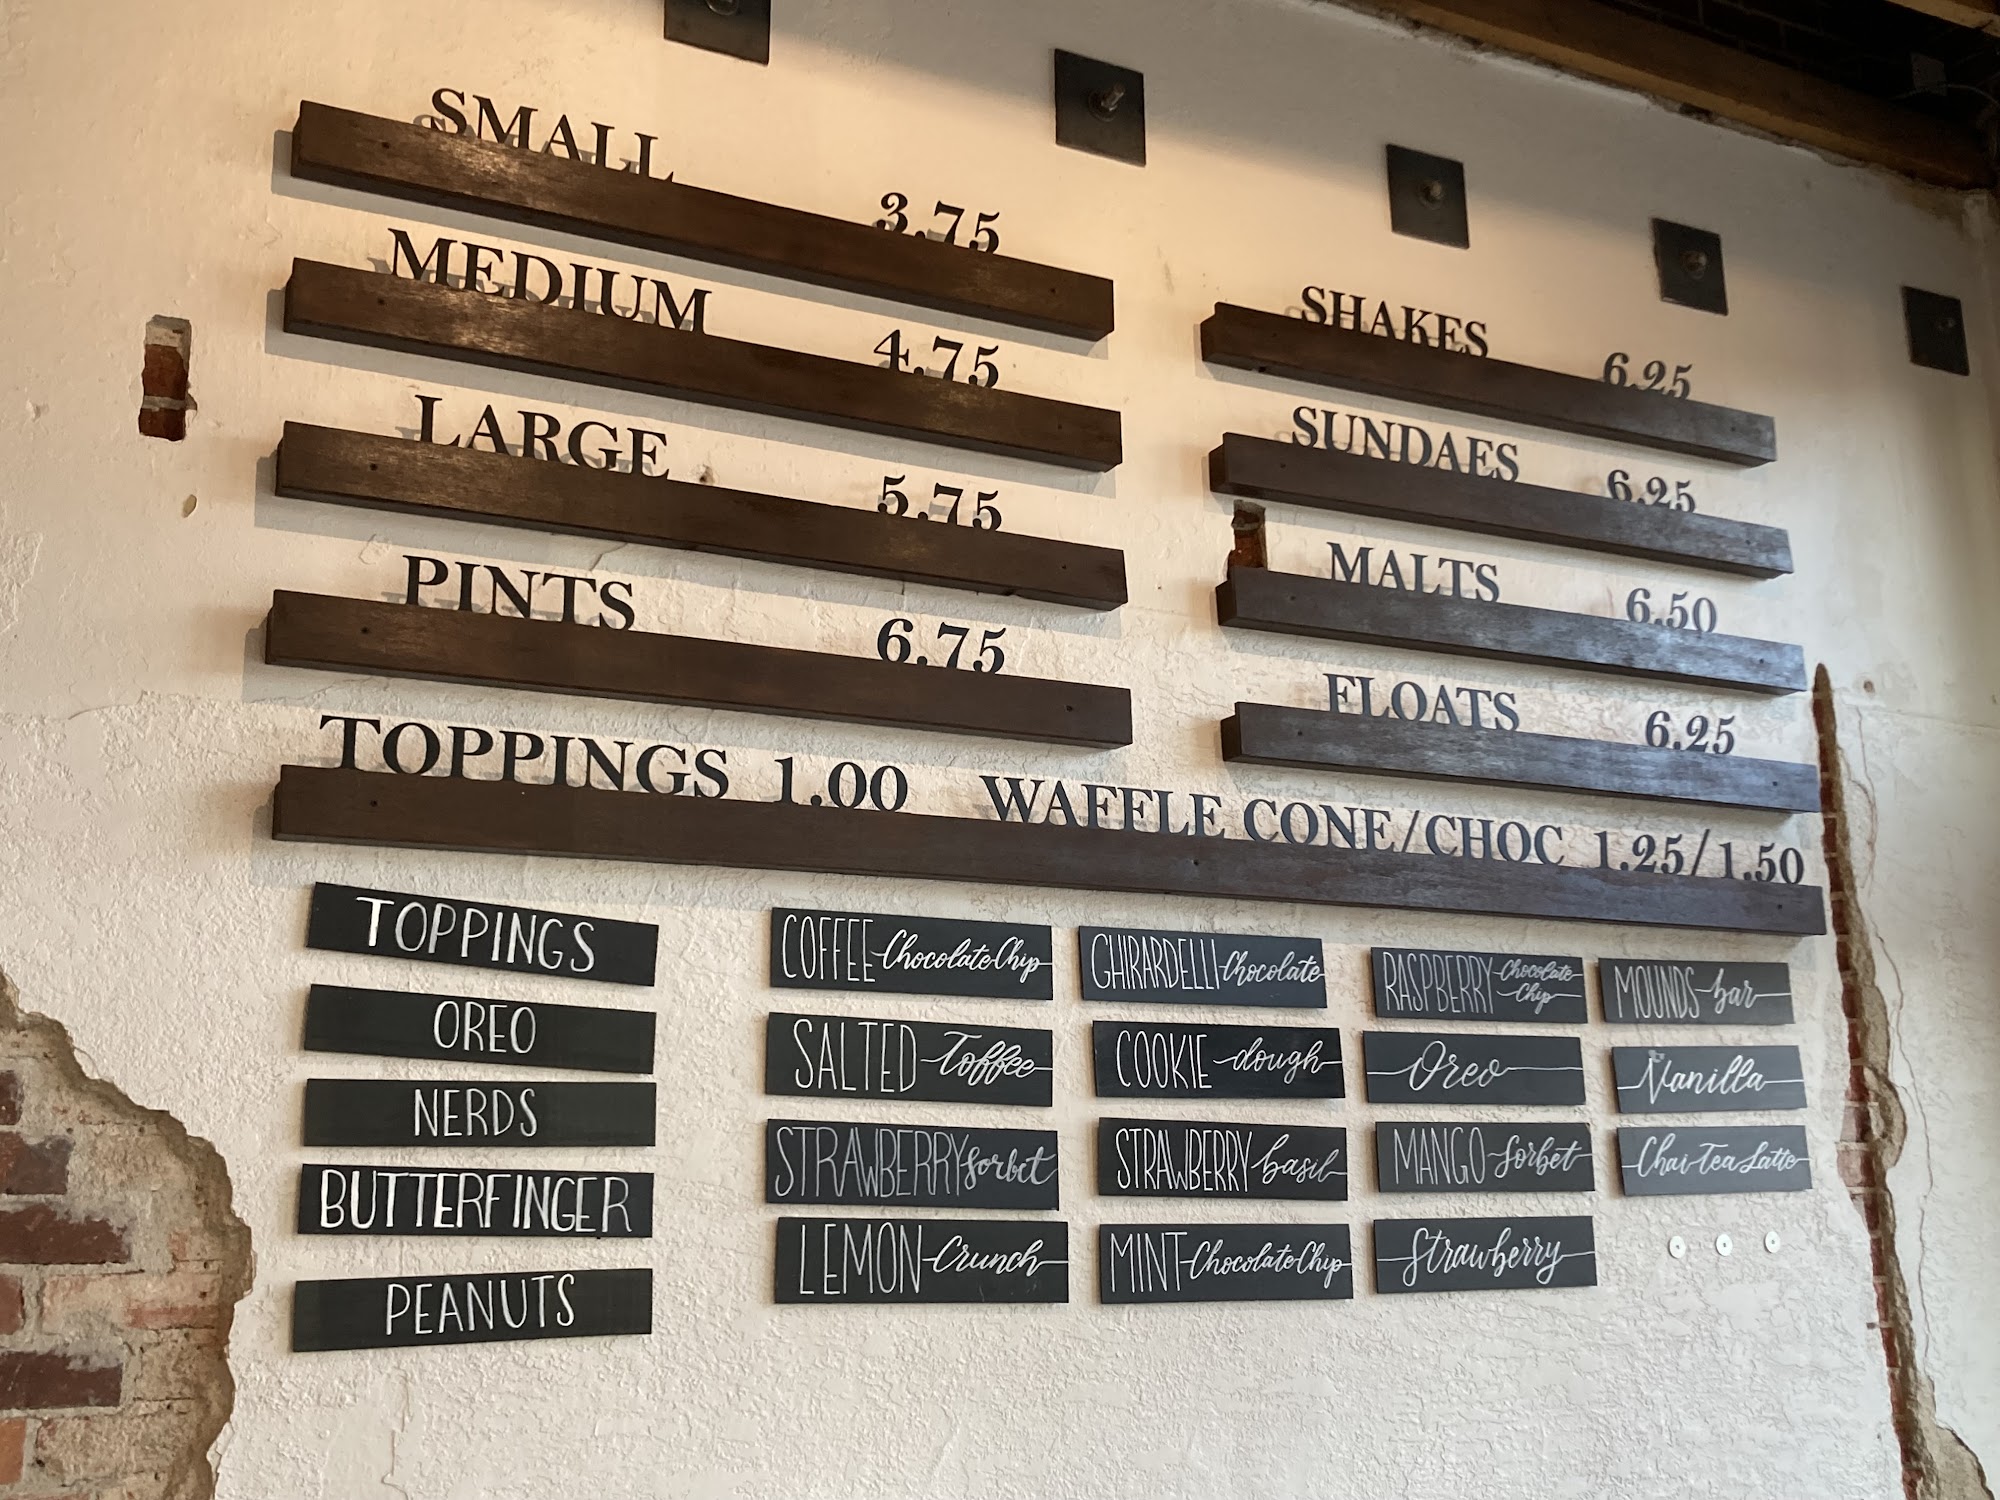 SMALL 3.75
MEDIUM 4.75
LARGE 5.75
PINTS 6.75
SHAKES 6.25
SUNDAES 6.25
MALTS 6.50
FLOATS 6.25
TOPPINGS 1.00 WAFFLE CONE/CHOC 1.25/1.50
TOPPINGS
OREO
NERDS
BUTTERFINGER
PEANUTS
COFFEE Chocolate Chip
SALTED Toffee
STRAWBERRY Sorbet
LEMON Crunch
GHIRARDELLI Chocolate
COOKIE dough
STRAWBERRY basil
MINT Chocolate Chip
RASPBERRY Chocolate
Chip
Oreo
MANGO Sorbet
Strawberry
MOUNDS bar
Vanilla
Chai Tea Latte